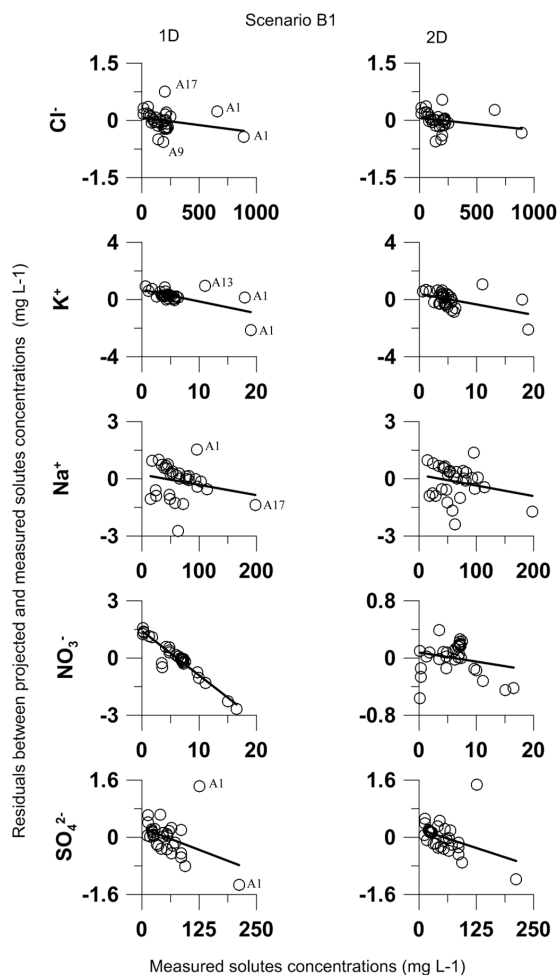 Scenario B1
1D
2D
Residuals between projected and measured solutes concentrations (mg L-1)
Cl-
1.5
0
-1.5
A17
A1
A1
A9
0
500
1000
1.5
0
-1.5
0
500
1000
K+
4
0
-4
A13
A1
A1
0
10
20
4
0
-4
0
10
20
Na+
3
0
-3
A1
A17
0
100
200
3
0
-3
0
100
200
NO3-
3
0
-3
0
10
20
0.8
0
-0.8
0
10
20
SO4 2-
1.6
0
-1.6
A1
A1
0
125
250
1.6
0
-1.6
0
125
250
Measured solutes concentrations (mg L-1)